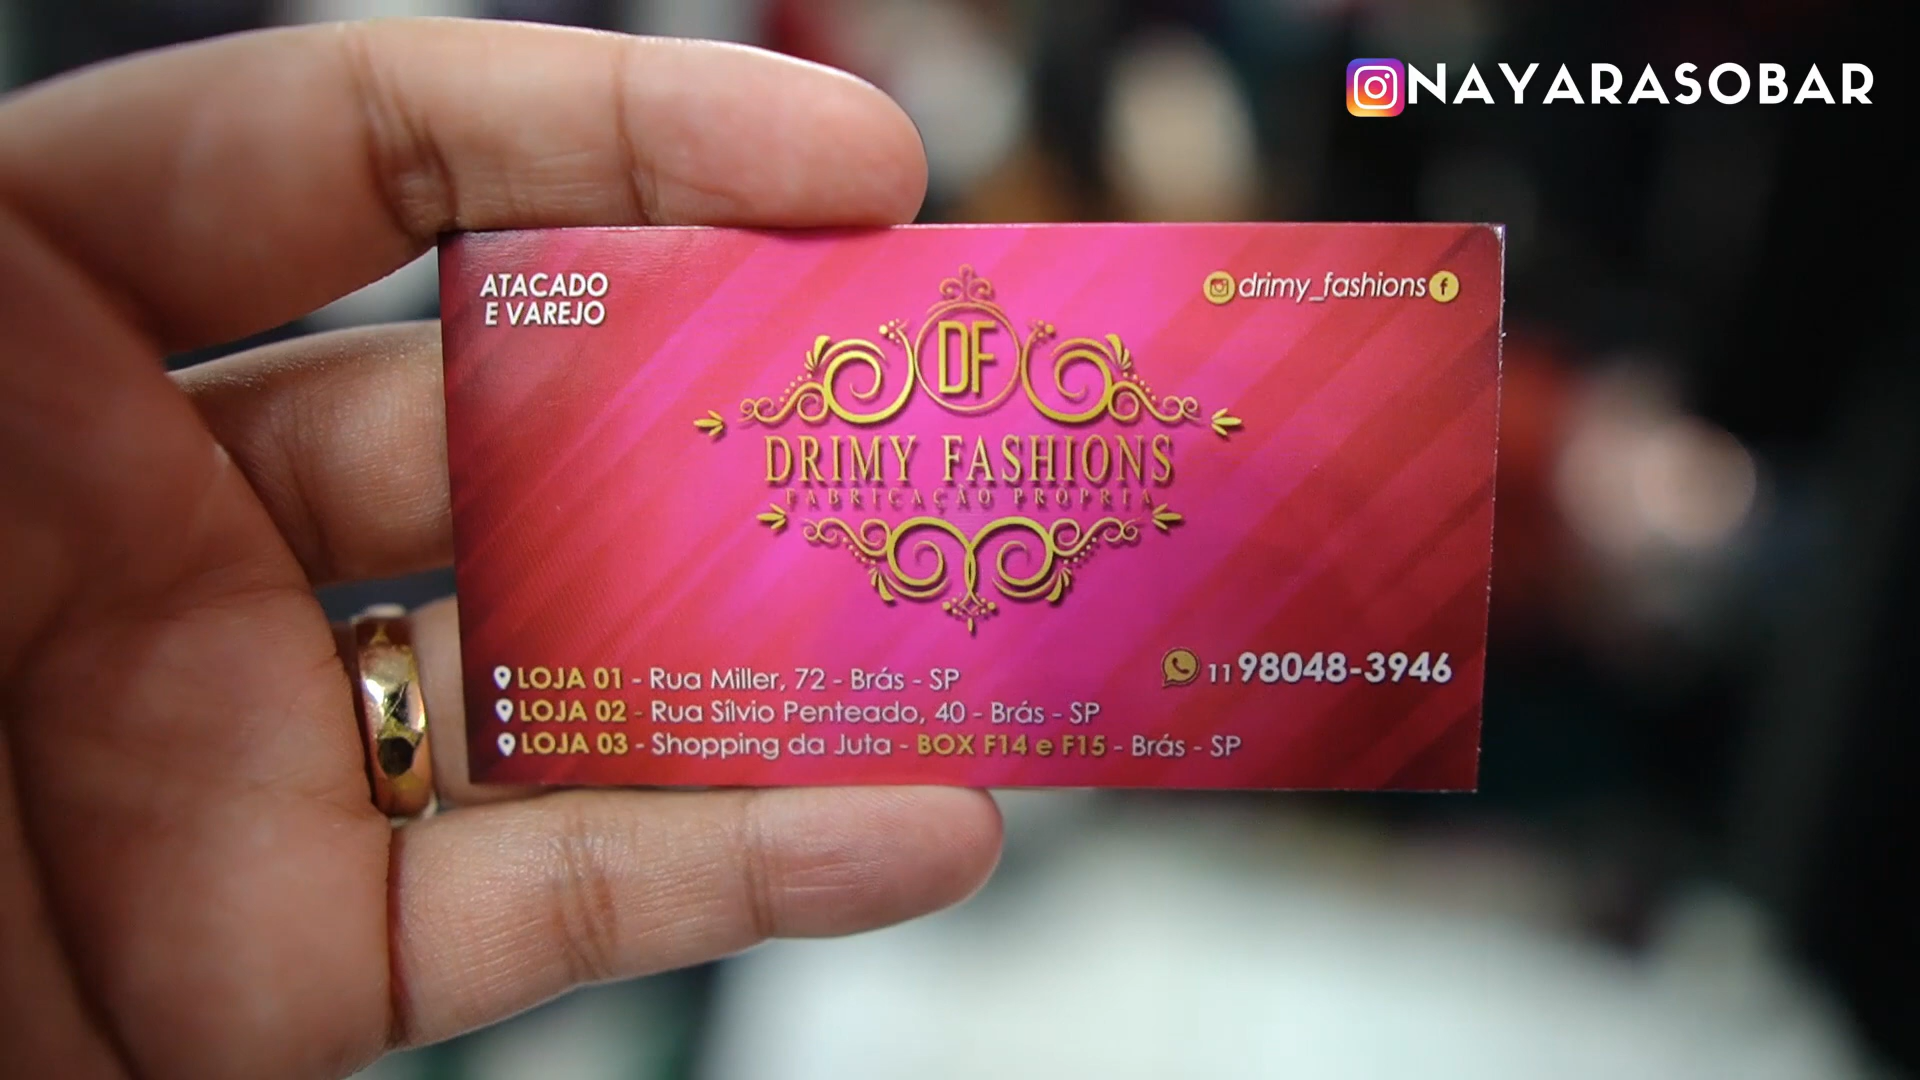 NAYARASOBAR
ATACADO
E VAREJO
drimy_fashions
DF
DRIMY FASHIONS
FABRICAÇÃO PRÓPRIA
LOJA 01 - Rua Miller, 72 - Brás - SP
11 98048-3946
LOJA 02 - Rua Sílvio Penteado, 40 - Brás - SP
LOJA 03 - Shopping da Juta - BOX F14 e F15 - Brás - SP